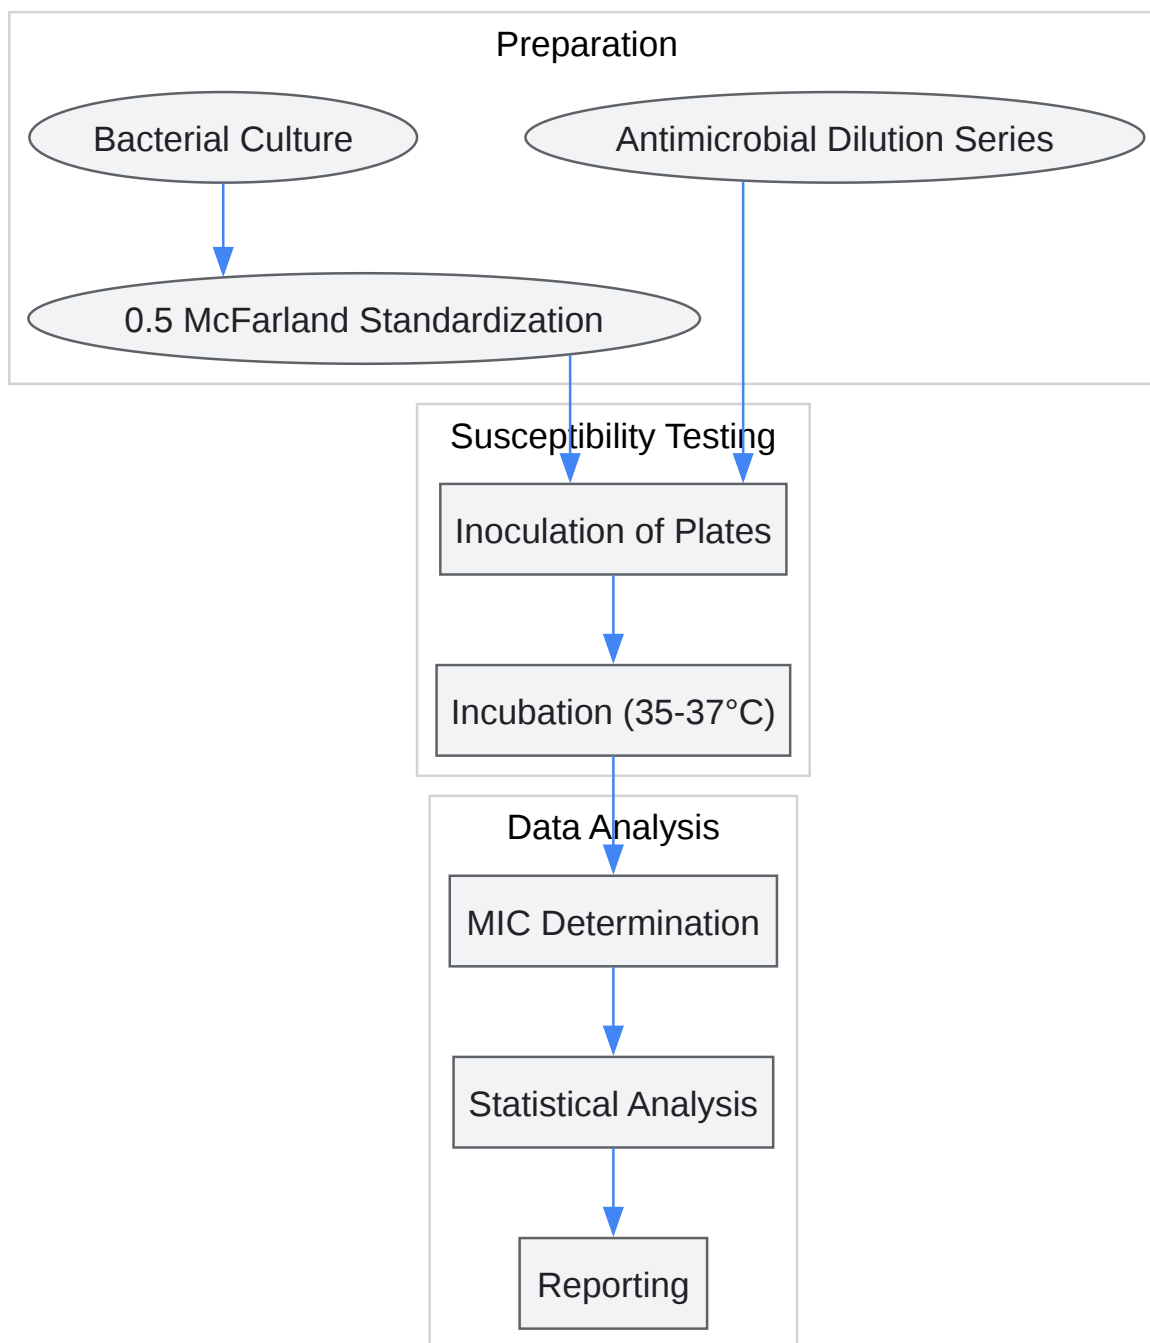 Preparation
Bacterial Culture
Antimicrobial Dilution Series
0.5 McFarland Standardization
Susceptibility Testing
Inoculation of Plates
Incubation (35-37°C)
Data Analysis
MIC Determination
Statistical Analysis
Reporting